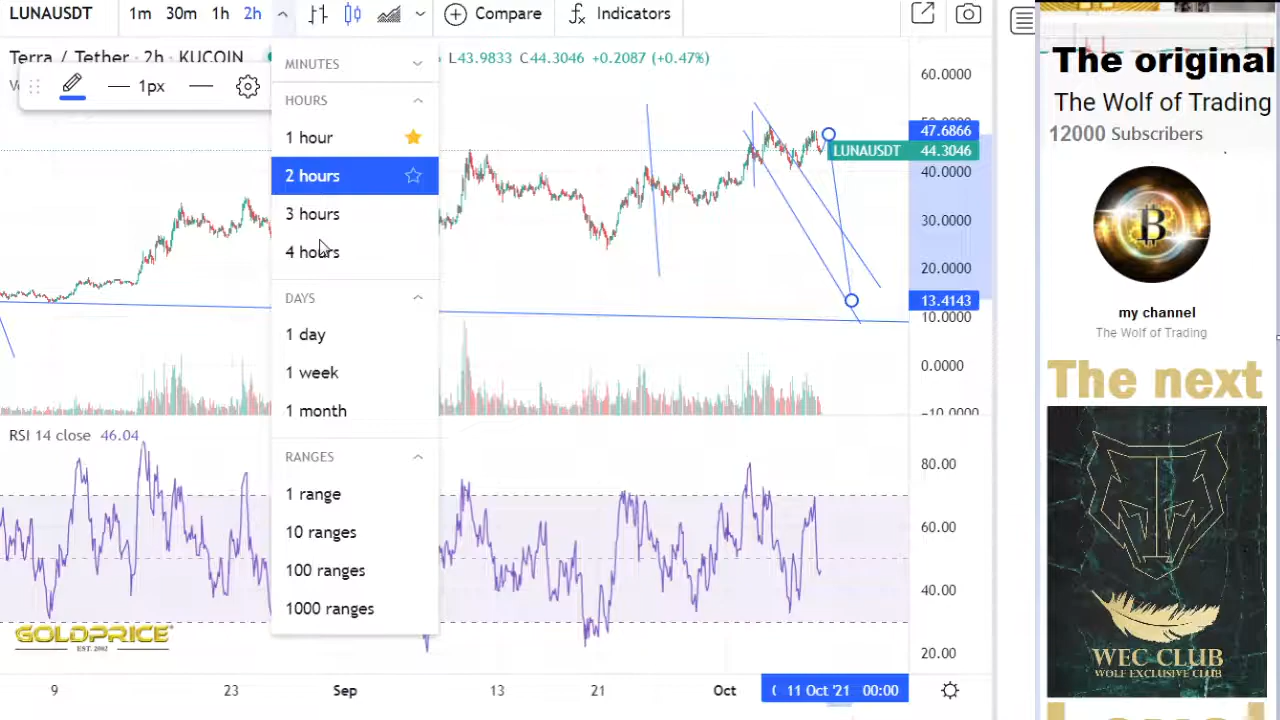 LUNAUSDT 1m 30m 1h 2h Compare Indicators
Terra / Tether · 2h · KUCOIN L43.9833 C44.3046 +0.2087 (+0.47%)
1px
MINUTES
HOURS
1 hour
2 hours
3 hours
4 hours
DAYS
1 day
1 week
1 month
RANGES
1 range
10 ranges
100 ranges
1000 ranges
60.0000
47.6866
LUNAUSDT 44.3046
40.0000
30.0000
20.0000
13.4143
10.0000
0.0000
−10.0000
RSI 14 close 46.04
80.00
60.00
40.00
20.00
GOLDPRICE
EST. 2002
9 23 Sep 13 21 Oct 11 Oct '21 00:00
The original
The Wolf of Trading
12000 Subscribers
B
my channel
The Wolf of Trading
The next
WEC CLUB
WOLF EXCLUSIVE CLUB